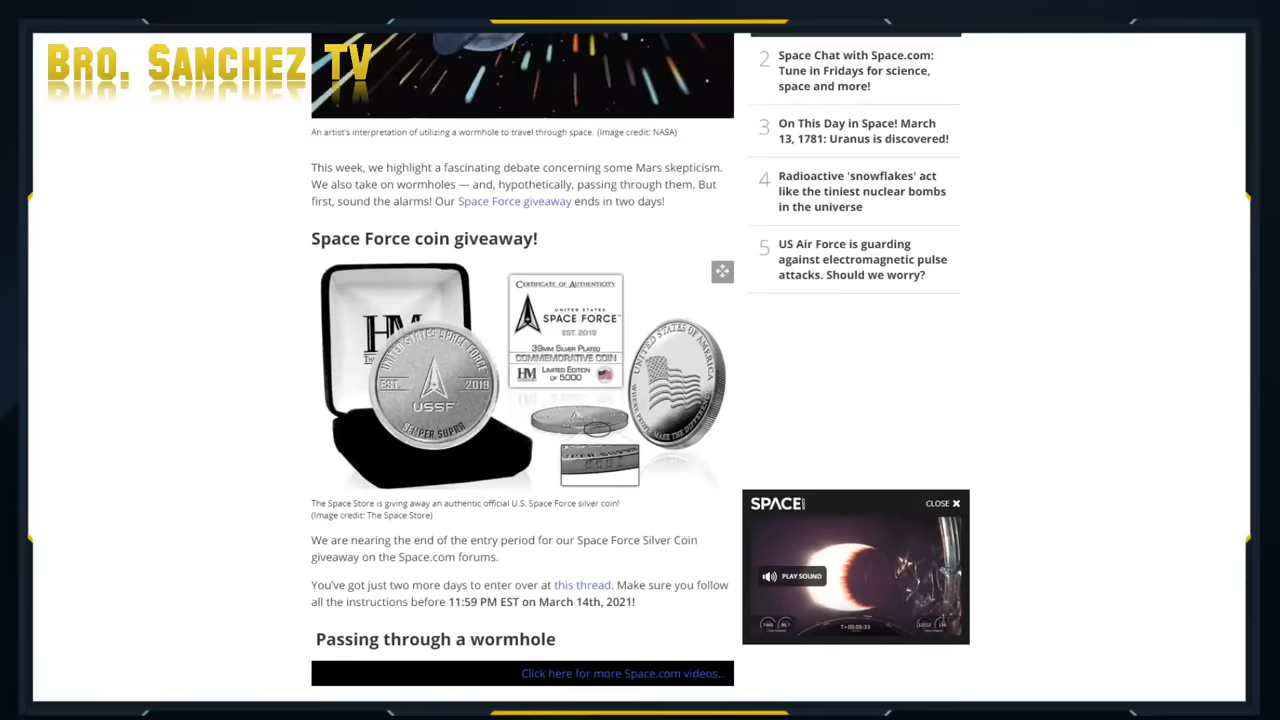 BRO. SANCHEZ TV
An artist's interpretation of utilizing a wormhole to travel through space. (Image credit: NASA)
This week, we highlight a fascinating debate concerning some Mars skepticism.
We also take on wormholes — and, hypothetically, passing through them. But
first, sound the alarms! Our Space Force giveaway ends in two days!
Space Force coin giveaway!
HM
UNITED STATES SPACE FORCE
EST. 2019
USSF
SEMPER SUPRA
CERTIFICATE OF AUTHENTICITY
UNITED STATES
SPACE FORCE
EST. 2019
39MM SILVER PLATED
COMMEMORATIVE COIN
HM LIMITED EDITION
OF 5000
UNITED STATES OF AMERICA
WHERE PEOPLE MAKE THE DIFFERENCE
The Space Store is giving away an authentic official U.S. Space Force silver coin!
(Image credit: The Space Store)
We are nearing the end of the entry period for our Space Force Silver Coin
giveaway on the Space.com forums.
You've got just two more days to enter over at this thread. Make sure you follow
all the instructions before 11:59 PM EST on March 14th, 2021!
Passing through a wormhole
Click here for more Space.com videos...
2 Space Chat with Space.com:
Tune in Fridays for science,
space and more!
3 On This Day in Space! March
13, 1781: Uranus is discovered!
4 Radioactive 'snowflakes' act
like the tiniest nuclear bombs
in the universe
5 US Air Force is guarding
against electromagnetic pulse
attacks. Should we worry?
SPACE CLOSE X
PLAY SOUND